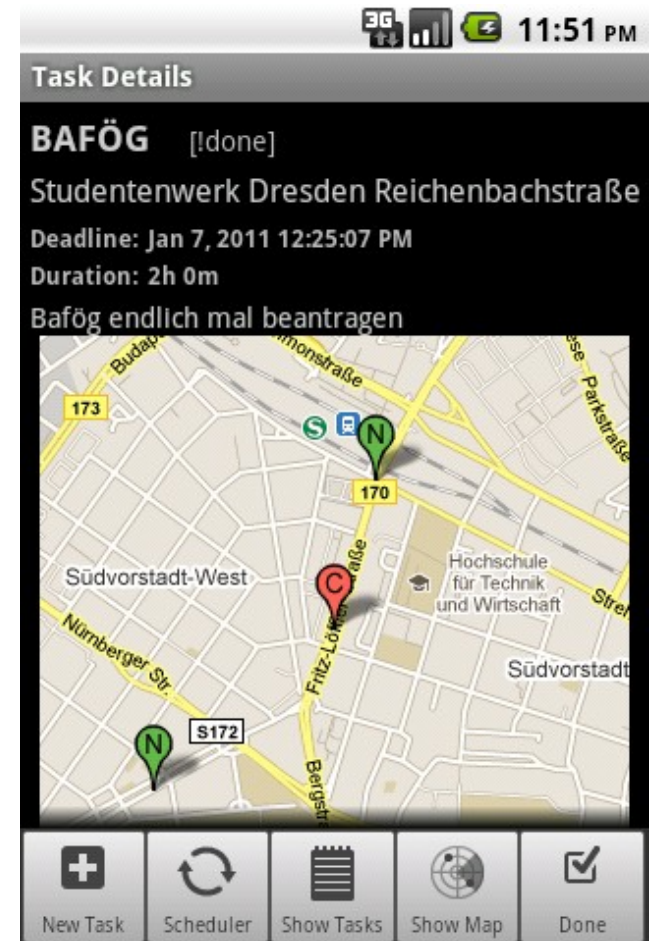 3G 11:51 PM
Task Details
BAFÖG [!done]
Studentenwerk Dresden Reichenbachstraße
Deadline: Jan 7, 2011 12:25:07 PM
Duration: 2h 0m
Bafög endlich mal beantragen
173
S
N
170
Parkstraße
Hochschule
für Technik
und Wirtschaft
Südvorstadt-West
C
Nürnberger Str.
Südvorstadt
N
S172
New Task Scheduler Show Tasks Show Map Done